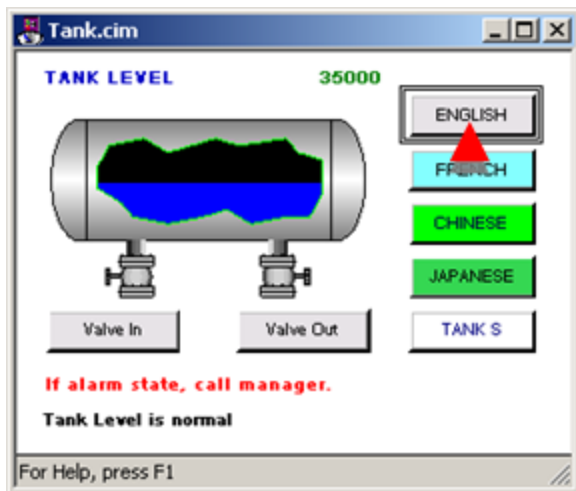 Tank.cim
TANK LEVEL 35000
ENGLISH
FRENCH
CHINESE
JAPANESE
Valve In Valve Out TANK S
If alarm state, call manager.
Tank Level is normal
For Help, press F1